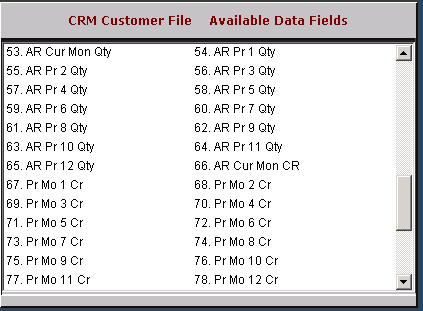 CRM Customer File Available Data Fields
53. AR Cur Mon Qty 54. AR Pr 1 Qty
55. AR Pr 2 Qty 56. AR Pr 3 Qty
57. AR Pr 4 Qty 58. AR Pr 5 Qty
59. AR Pr 6 Qty 60. AR Pr 7 Qty
61. AR Pr 8 Qty 62. AR Pr 9 Qty
63. AR Pr 10 Qty 64. AR Pr 11 Qty
65. AR Pr 12 Qty 66. AR Cur Mon CR
67. Pr Mo 1 Cr 68. Pr Mo 2 Cr
69. Pr Mo 3 Cr 70. Pr Mo 4 Cr
71. Pr Mo 5 Cr 72. Pr Mo 6 Cr
73. Pr Mo 7 Cr 74. Pr Mo 8 Cr
75. Pr Mo 9 Cr 76. Pr Mo 10 Cr
77. Pr Mo 11 Cr 78. Pr Mo 12 Cr